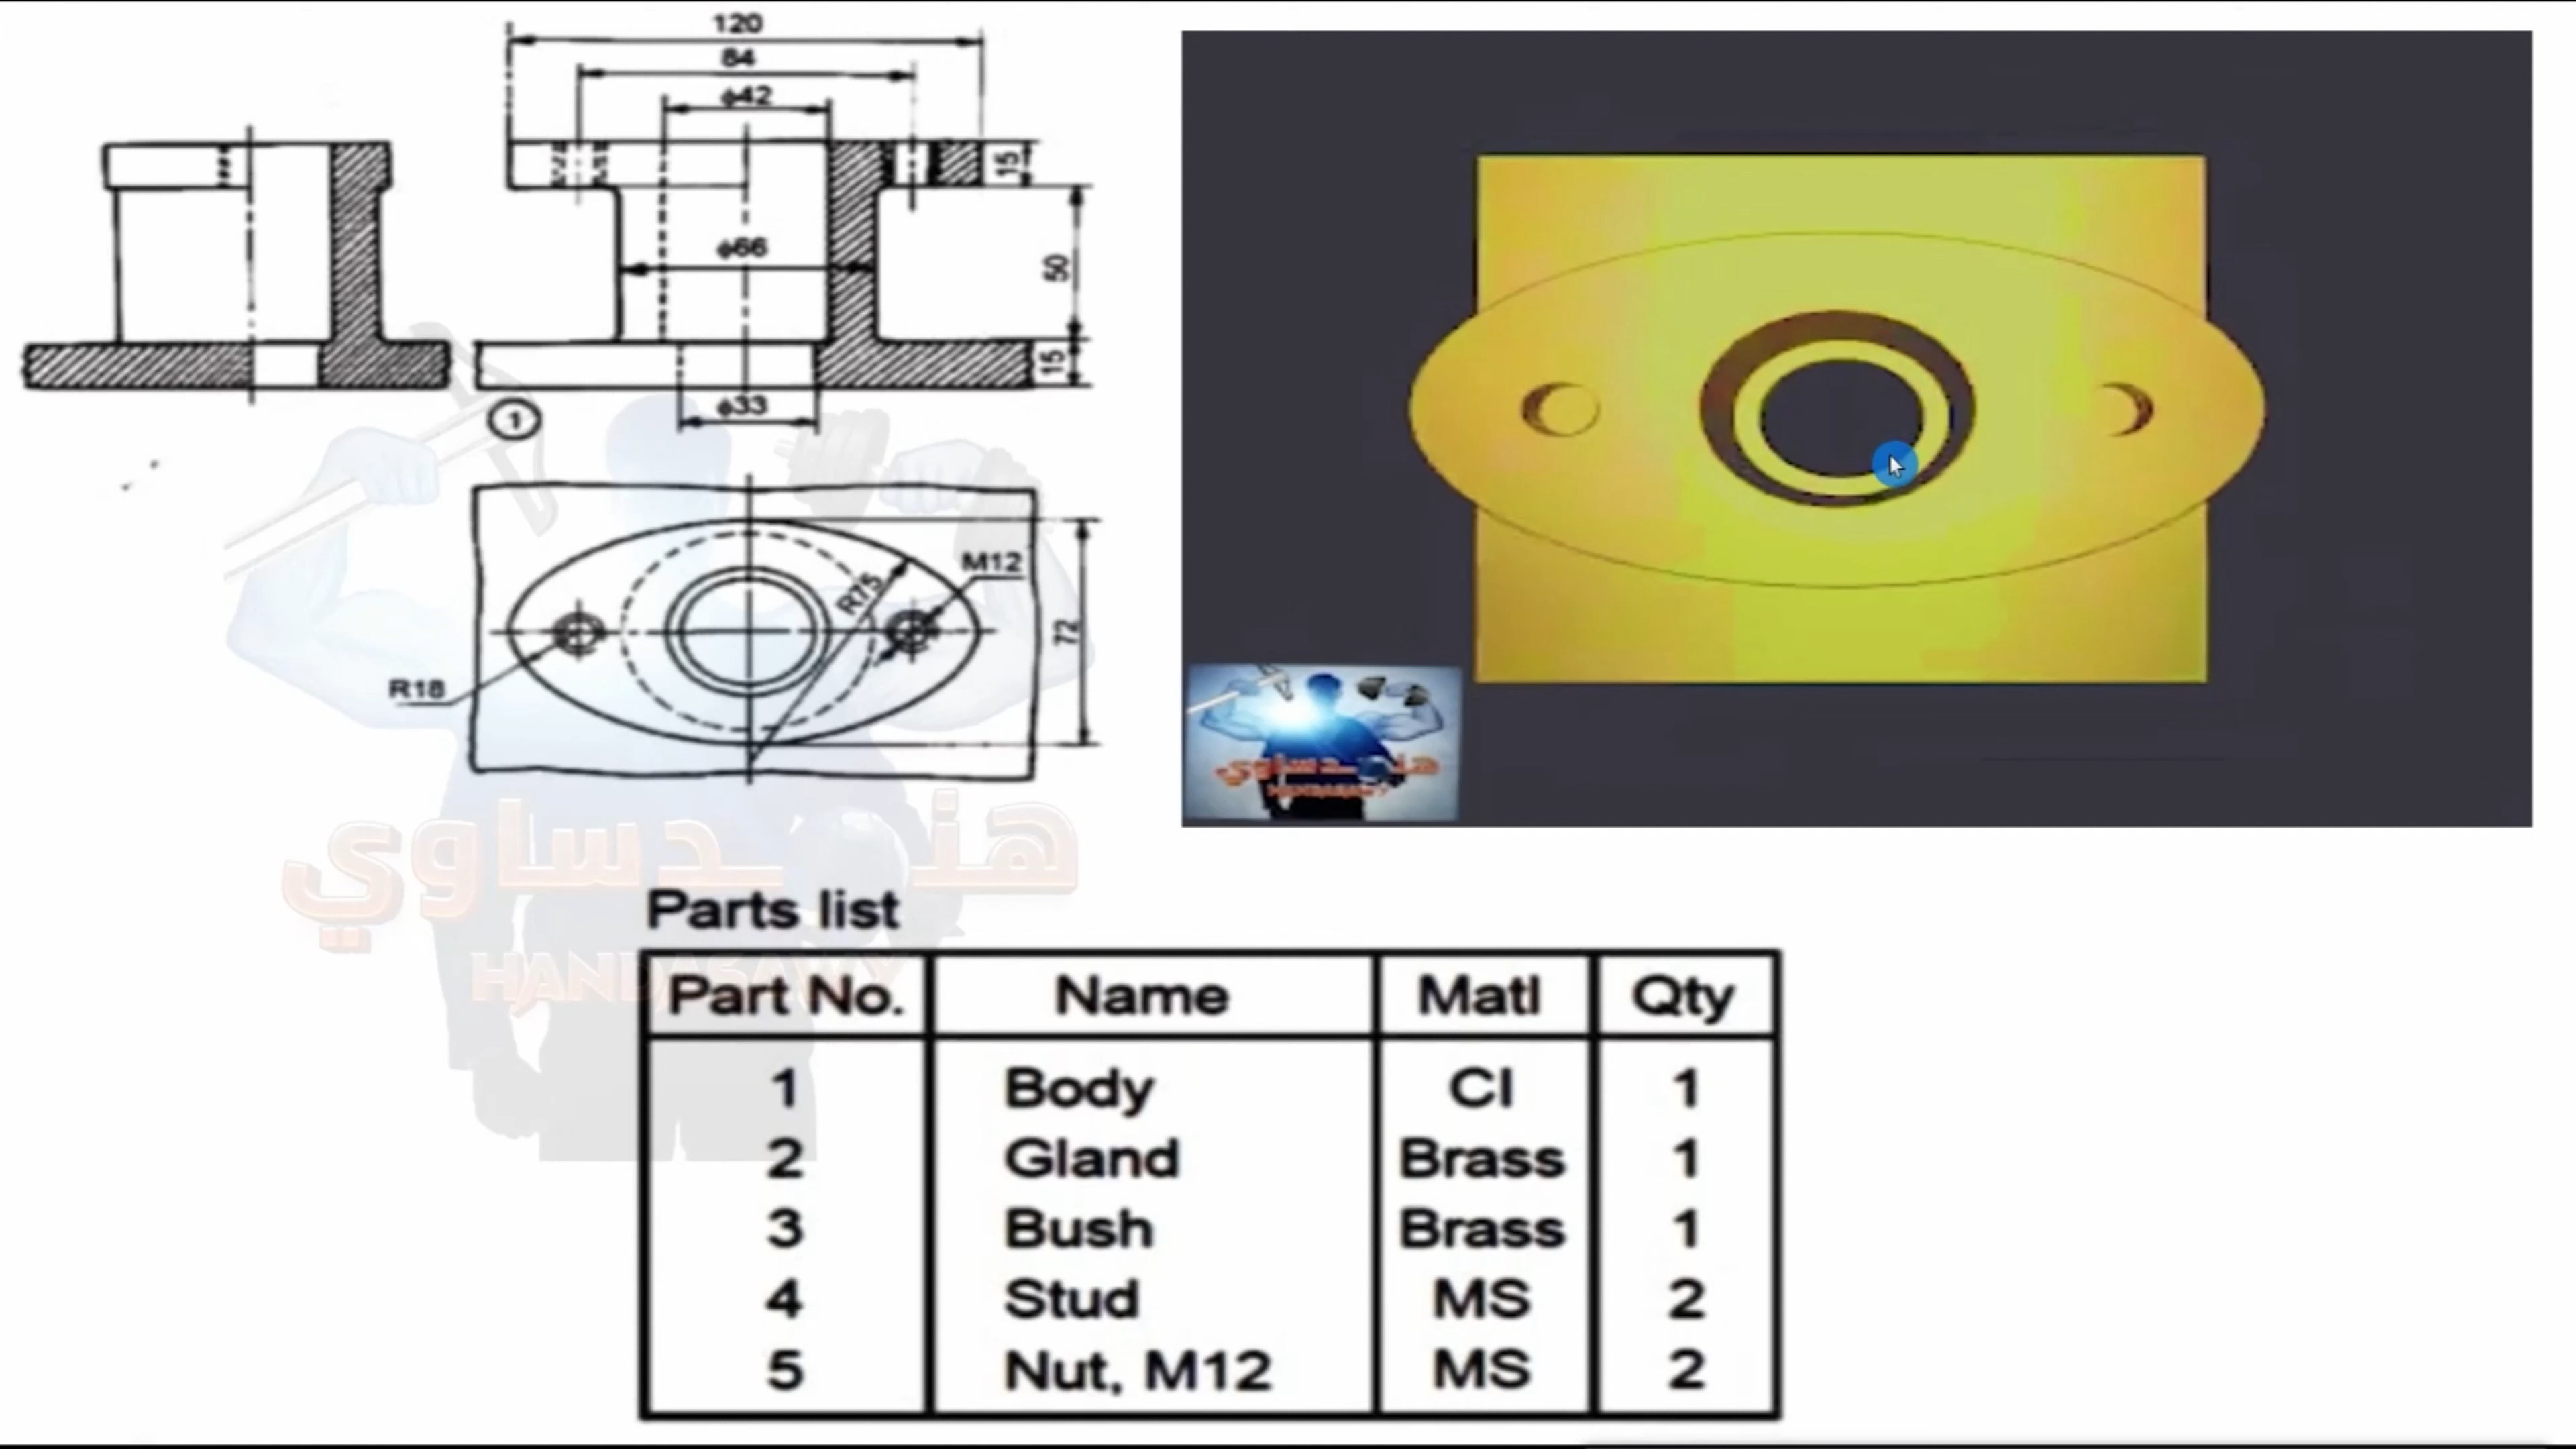 120
84
ϕ42
15
ϕ66
50
15
ϕ33
1
M12
R75
72
R18
هندساوي
HANDASAWY
هندساوي
Parts list
Part No. Name Matl Qty
1 Body CI 1
2 Gland Brass 1
3 Bush Brass 1
4 Stud MS 2
5 Nut, M12 MS 2